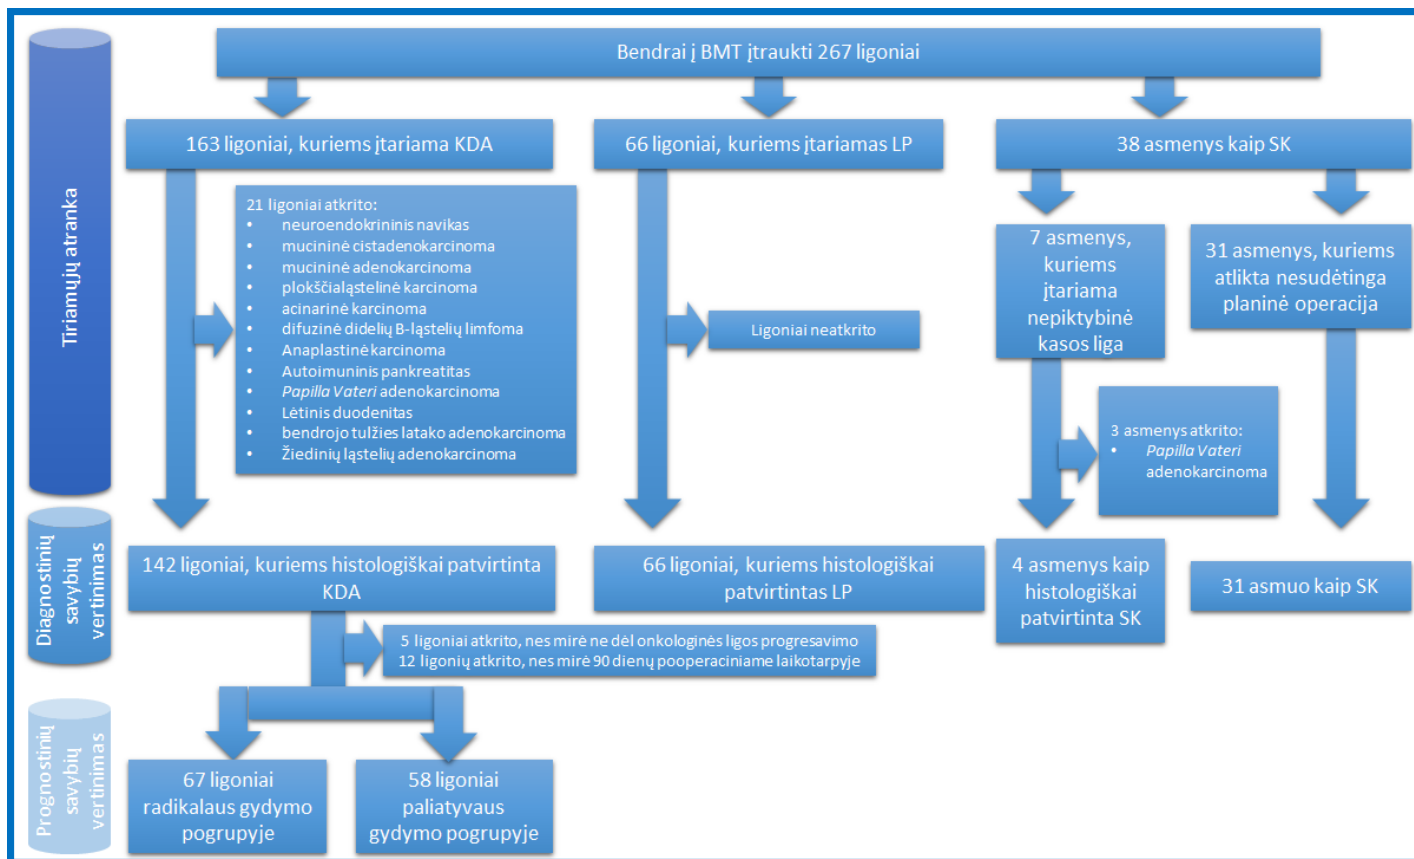 Bendrai į BMT įtraukti 267 ligoniai
Tiriamųjų atranka
163 ligoniai, kuriems įtariama KDA
66 ligoniai, kuriems įtariamas LP
38 asmenys kaip SK
21 ligoniai atkrito:
• neuroendokrininis navikas
• mucininė cistadenokarcinoma
• mucininė adenokarcinoma
• plokščialąstelinė karcinoma
• acinarinė karcinoma
• difuzinė didelių B-ląstelių limfoma
• Anaplastinė karcinoma
• Autoimuninis pankreatitas
• Papilla Vateri adenokarcinoma
• Lėtinis duodenitas
• bendrojo tulžies latako adenokarcinoma
• Žiedinių ląstelių adenokarcinoma
Ligoniai neatkrito
7 asmenys,
kuriems
įtariama
nepiktybinė
kasos liga
31 asmenys, kuriems
atlikta nesudėtinga
planinė operacija
3 asmenys atkrito:
• Papilla Vateri
adenokarcinoma
Diagnostinių
savybių
vertinimas
142 ligoniai, kuriems histologiškai patvirtinta
KDA
66 ligoniai, kuriems histologiškai
patvirtintas LP
4 asmenys kaip
histologiškai
patvirtinta SK
31 asmuo kaip SK
5 ligoniai atkrito, nes mirė ne dėl onkologinės ligos progresavimo
12 ligonių atkrito, nes mirė 90 dienų pooperaciniame laikotarpyje
Prognostinių
savybių
vertinimas
67 ligoniai
radikalaus gydymo
pogrupyje
58 ligoniai
paliatyvaus
gydymo pogrupyje